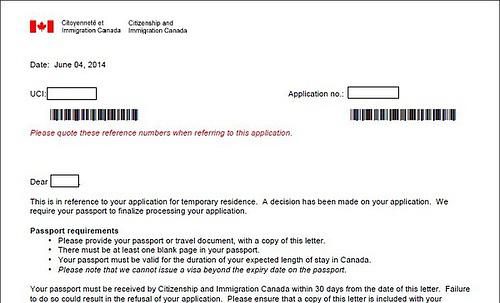 Citoyenneté et Citizenship and
Immigration Canada Immigration Canada
Date: June 04, 2014
UCI: Application no.:
Please quote these reference numbers when referring to this application.
Dear
This is in reference to your application for temporary residence. A decision has been made on your application. We
require your passport to finalize processing your application.
Passport requirements
• Please provide your passport or travel document, with a copy of this letter.
• There must be at least one blank page in your passport.
• Your passport must be valid for the duration of your expected length of stay in Canada.
• Please note that we cannot issue a visa beyond the expiry date on the passport.
Your passport must be received by Citizenship and Immigration Canada within 30 days from the date of this letter. Failure
to do so could result in the refusal of your application. Please ensure that a copy of this letter is included with your